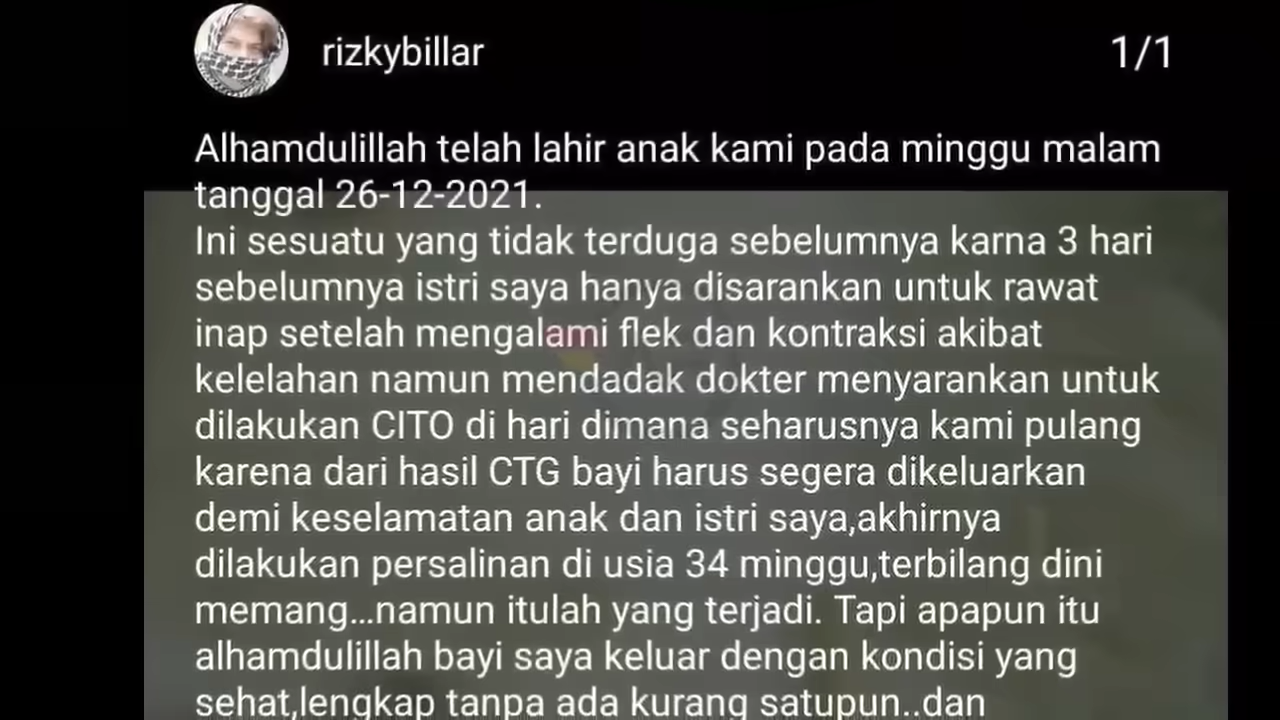 rizkybillar
1/1
Alhamdulillah telah lahir anak kami pada minggu malam
tanggal 26-12-2021.
Ini sesuatu yang tidak terduga sebelumnya karna 3 hari
sebelumnya istri saya hanya disarankan untuk rawat
inap setelah mengalami flek dan kontraksi akibat
kelelahan namun mendadak dokter menyarankan untuk
dilakukan CITO di hari dimana seharusnya kami pulang
karena dari hasil CTG bayi harus segera dikeluarkan
demi keselamatan anak dan istri saya,akhirnya
dilakukan persalinan di usia 34 minggu,terbilang dini
memang...namun itulah yang terjadi. Tapi apapun itu
alhamdulillah bayi saya keluar dengan kondisi yang
sehat,lengkap tanpa ada kurang satupun..dan